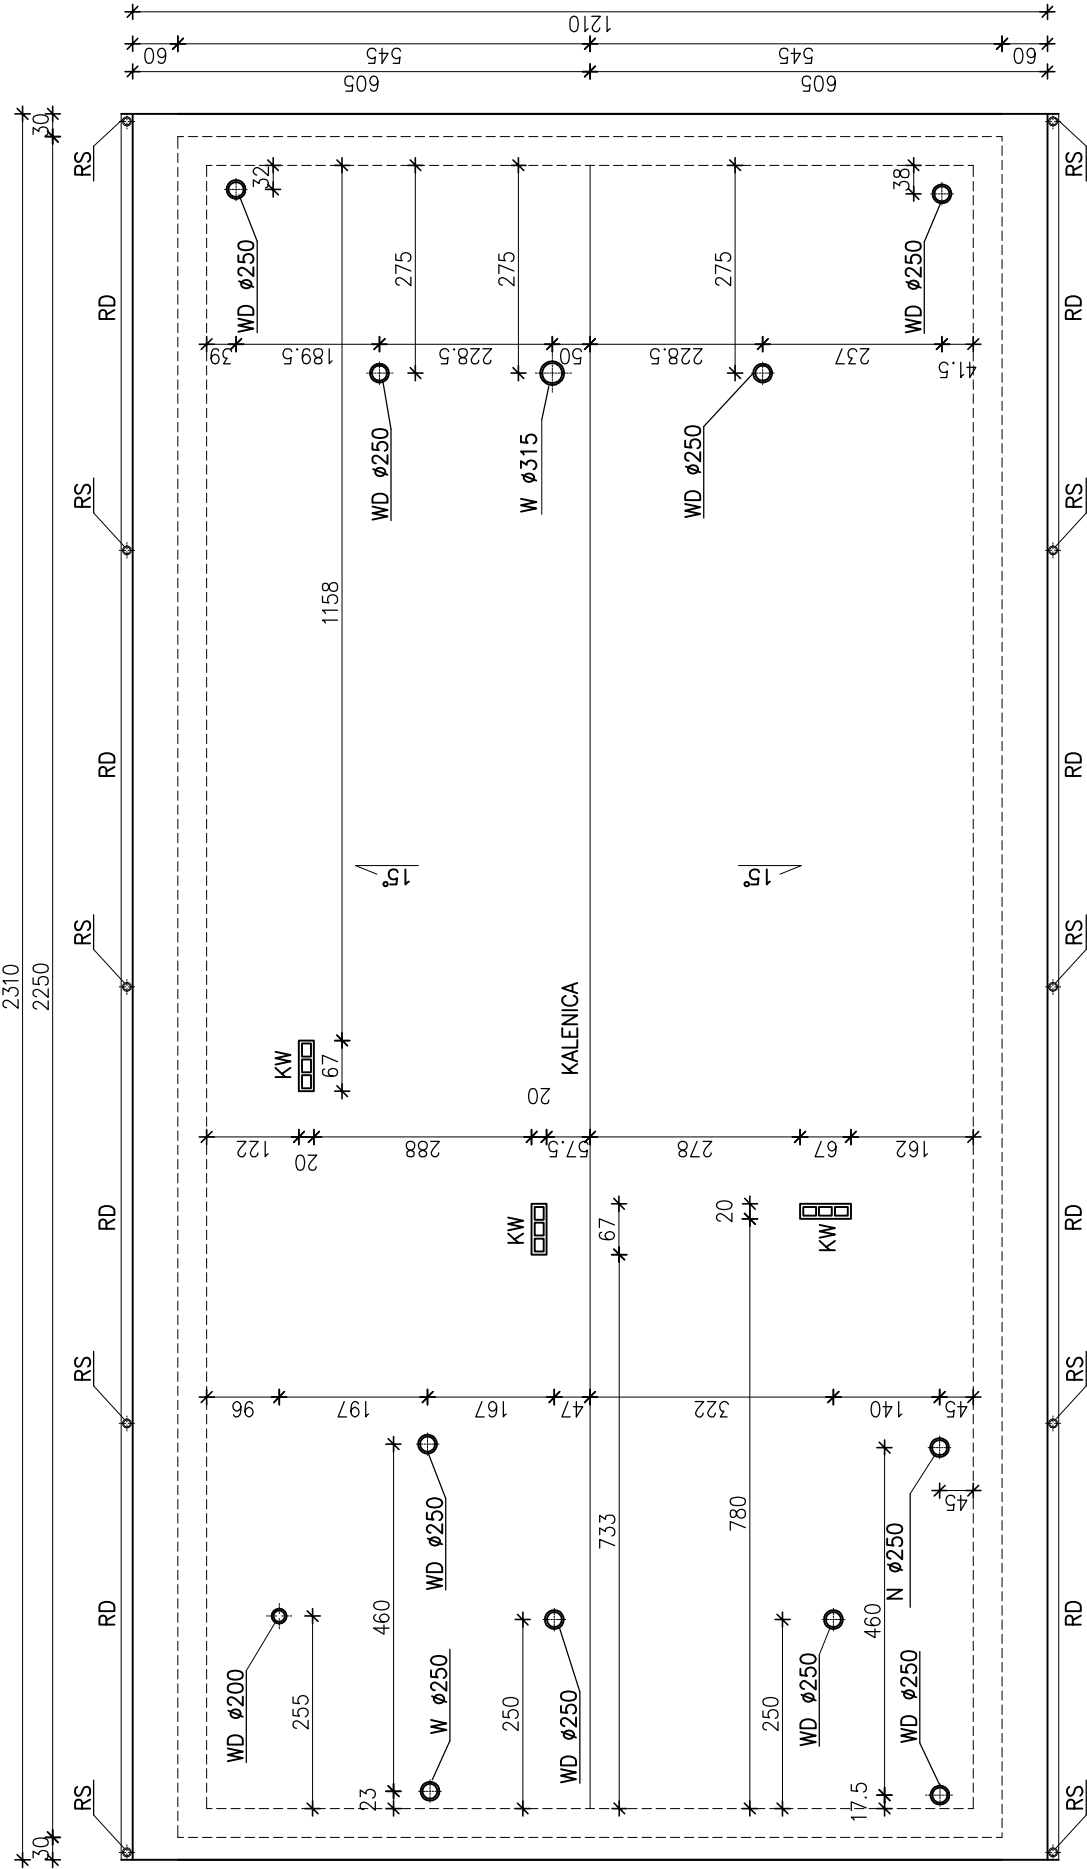 1210
60
545
545
60
605
605
2310
2250
30
30
RS
RS
RS
RS
RS
RD
RD
RD
RD
RS
RS
RS
RS
RS
RD
RD
RD
RD
32
38
WD ø250
275
275
275
WD ø250
39
189.5
228.5
50
228.5
237
41.5
WD ø250
W ø315
WD ø250
1158
15°
15°
KALENICA
KW
67
20
122
20
288
57.5
278
67
162
KW
67
20
KW
96
197
167
47
322
140
45
45
WD ø250
460
733
780
N ø250
460
WD ø200
255
W ø250
250
WD ø250
250
WD ø250
WD ø250
23
17.5